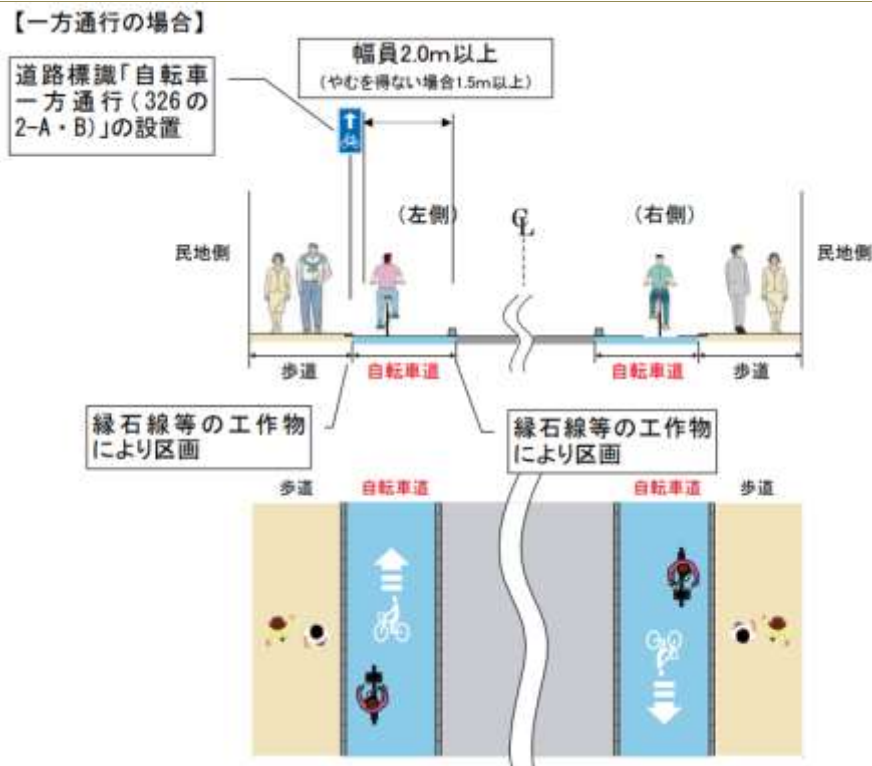 【一方通行の場合】
幅員2.0m以上
(やむを得ない場合1.5m以上)
道路標識「自転車
一方通行(326の
2-A・B)」の設置
(左側)
CL
(右側)
民地側
民地側
歩道
自転車道
自転車道
歩道
縁石線等の工作物
により区画
縁石線等の工作物
により区画
歩道
自転車道
自転車道
歩道